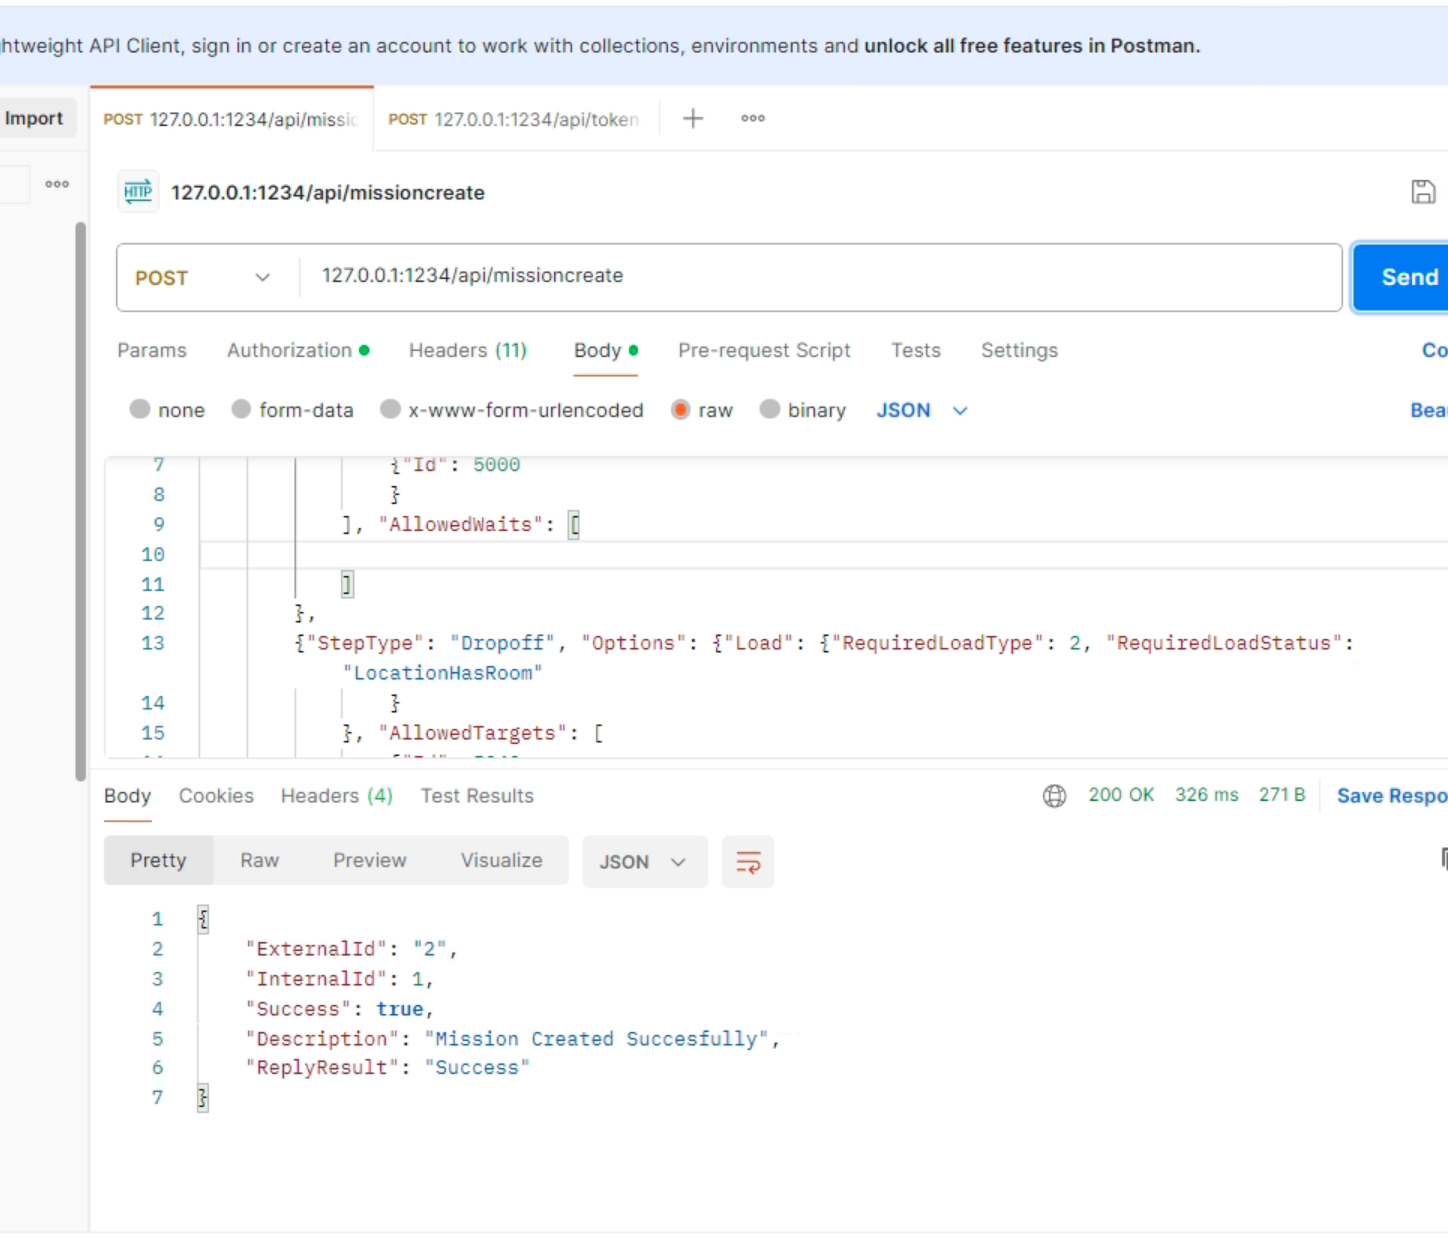 htweight API Client, sign in or create an account to work with collections, environments and unlock all free features in Postman.
Import
POST 127.0.0.1:1234/api/missic
POST 127.0.0.1:1234/api/token
127.0.0.1:1234/api/missioncreate
POST
127.0.0.1:1234/api/missioncreate
Send
Params Authorization Headers (11) Body Pre-request Script Tests Settings Co
none form-data x-www-form-urlencoded raw binary JSON Beau
7 {"Id": 5000
8 }
9 ], "AllowedWaits": [
10
11 ]
12 },
13 {"StepType": "Dropoff", "Options": {"Load": {"RequiredLoadType": 2, "RequiredLoadStatus":
"LocationHasRoom"
14 }
15 }, "AllowedTargets": [
Body Cookies Headers (4) Test Results 200 OK 326 ms 271 B Save Respo
Pretty Raw Preview Visualize JSON
1 {
2 "ExternalId": "2",
3 "InternalId": 1,
4 "Success": true,
5 "Description": "Mission Created Succesfully",
6 "ReplyResult": "Success"
7 }